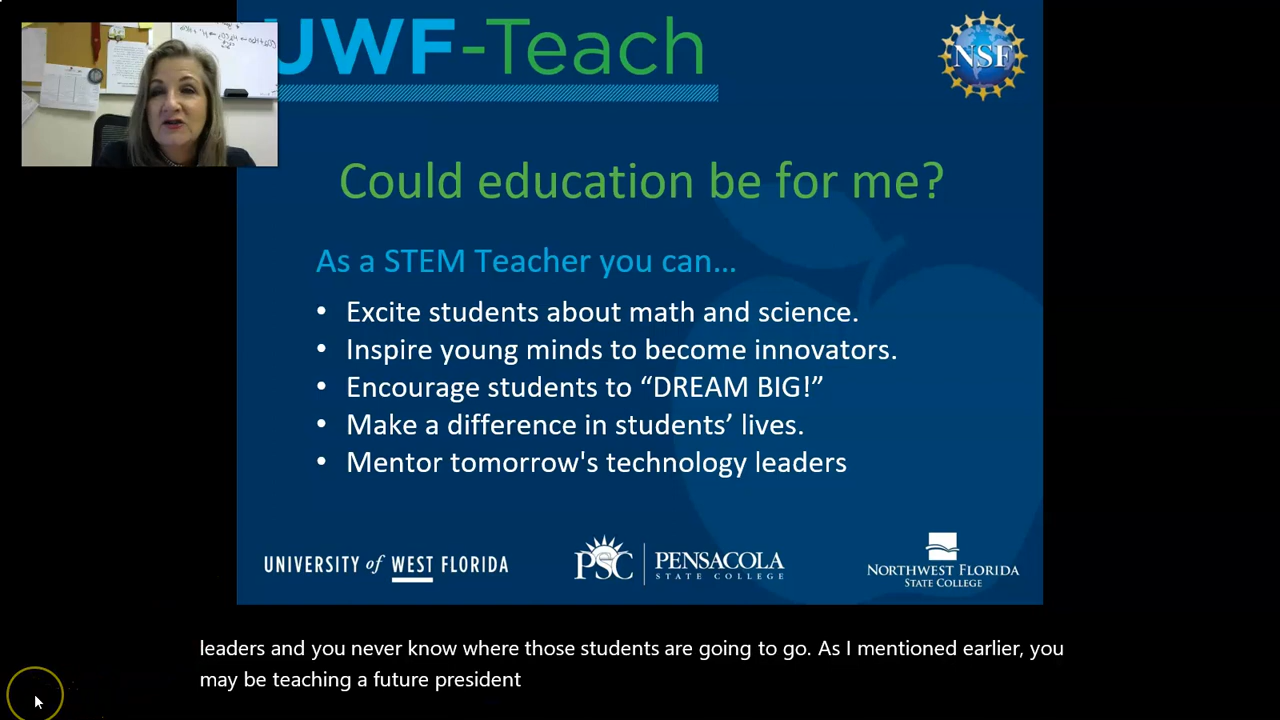 UWF-Teach
NSF
Could education be for me?
As a STEM Teacher you can…
• Excite students about math and science.
• Inspire young minds to become innovators.
• Encourage students to “DREAM BIG!”
• Make a difference in students’ lives.
• Mentor tomorrow's technology leaders
UNIVERSITY of WEST FLORIDA
PSC
PENSACOLA
STATE COLLEGE
NORTHWEST FLORIDA
STATE COLLEGE
leaders and you never know where those students are going to go. As I mentioned earlier, you
may be teaching a future president